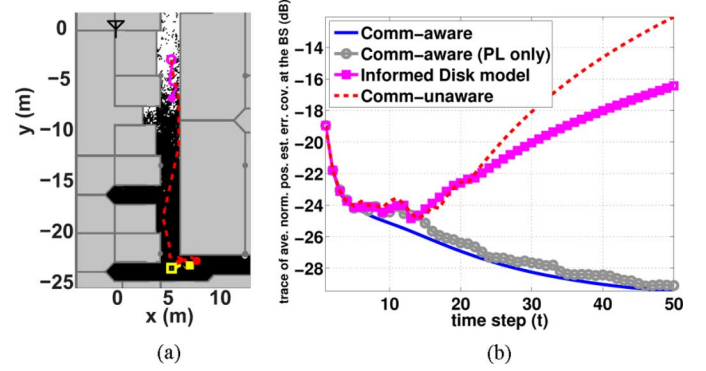 y (m)
0
−5
−10
−15
−20
−25
0
5
10
x (m)
(a)
trace of ave. norm. pos. est. err. cov. at the BS (dB)
−14
−16
−18
−20
−22
−24
−26
−28
Comm−aware
Comm−aware (PL only)
Informed Disk model
Comm−unaware
10
20
30
40
50
time step (t)
(b)